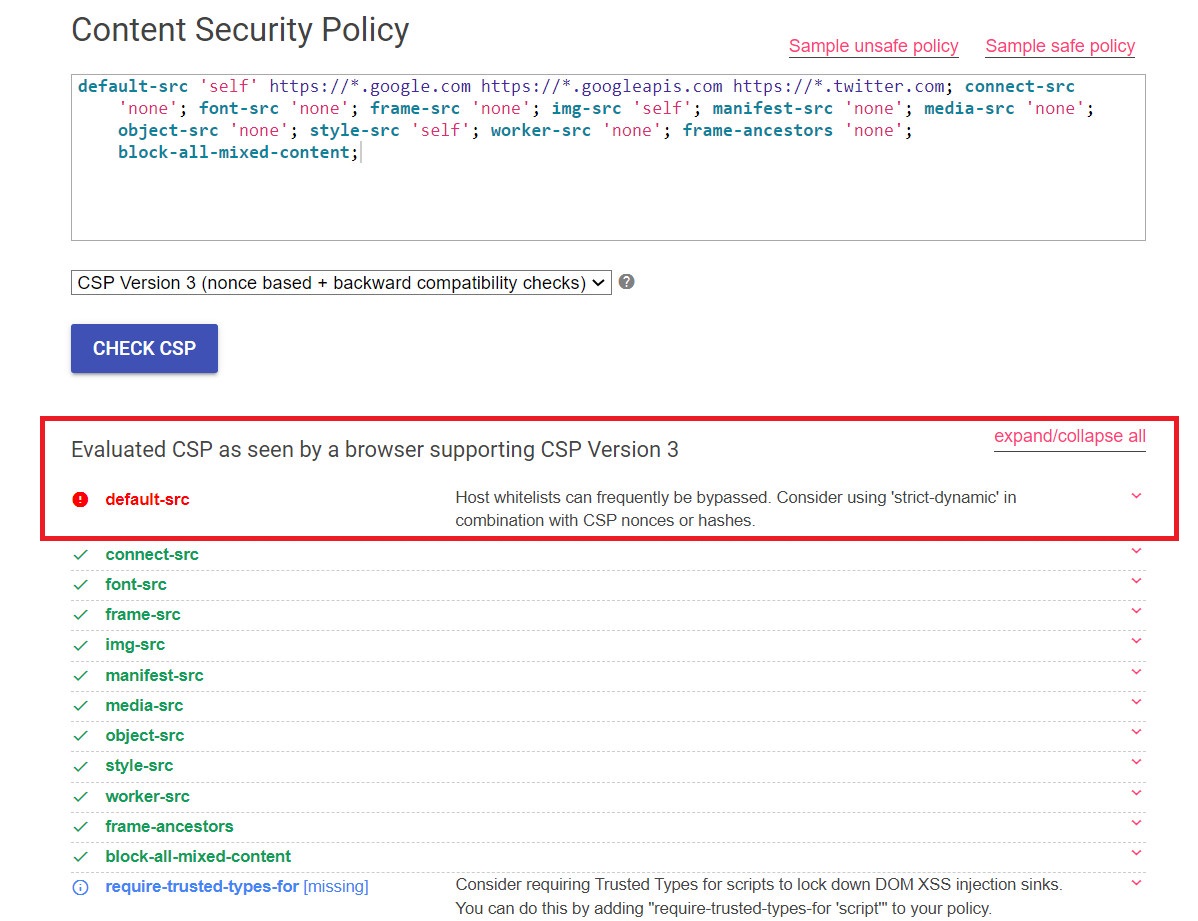 Content Security Policy
Sample unsafe policy Sample safe policy
default-src 'self' https://*.google.com https://*.googleapis.com https://*.twitter.com; connect-src
'none'; font-src 'none'; frame-src 'none'; img-src 'self'; manifest-src 'none'; media-src 'none';
object-src 'none'; style-src 'self'; worker-src 'none'; frame-ancestors 'none';
block-all-mixed-content;
CSP Version 3 (nonce based + backward compatibility checks) ?
CHECK CSP
expand/collapse all
Evaluated CSP as seen by a browser supporting CSP Version 3
default-src Host whitelists can frequently be bypassed. Consider using 'strict-dynamic' in
combination with CSP nonces or hashes.
connect-src
font-src
frame-src
img-src
manifest-src
media-src
object-src
style-src
worker-src
frame-ancestors
block-all-mixed-content
require-trusted-types-for [missing] Consider requiring Trusted Types for scripts to lock down DOM XSS injection sinks.
You can do this by adding "require-trusted-types-for 'script'" to your policy.